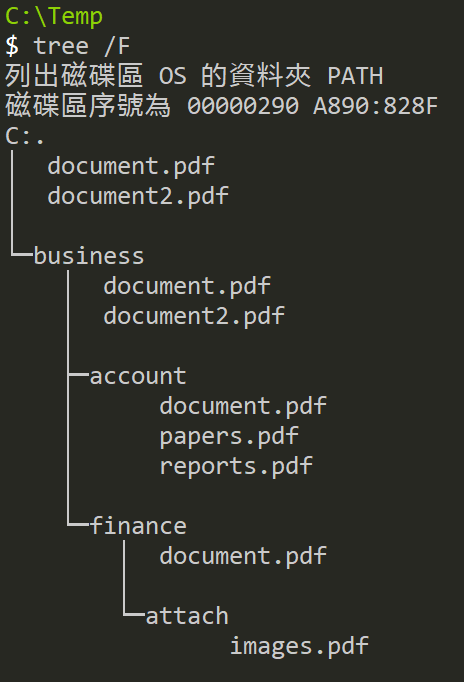 C:\Temp
$ tree /F
列出磁碟區 OS 的資料夾 PATH
磁碟區序號為 00000290 A890:828F
C:.
│  document.pdf
│  document2.pdf
│
└─business
    │  document.pdf
    │  document2.pdf
    │
    ├─account
    │      document.pdf
    │      papers.pdf
    │      reports.pdf
    │
    └─finance
        │  document.pdf
        │
        └─attach
                images.pdf